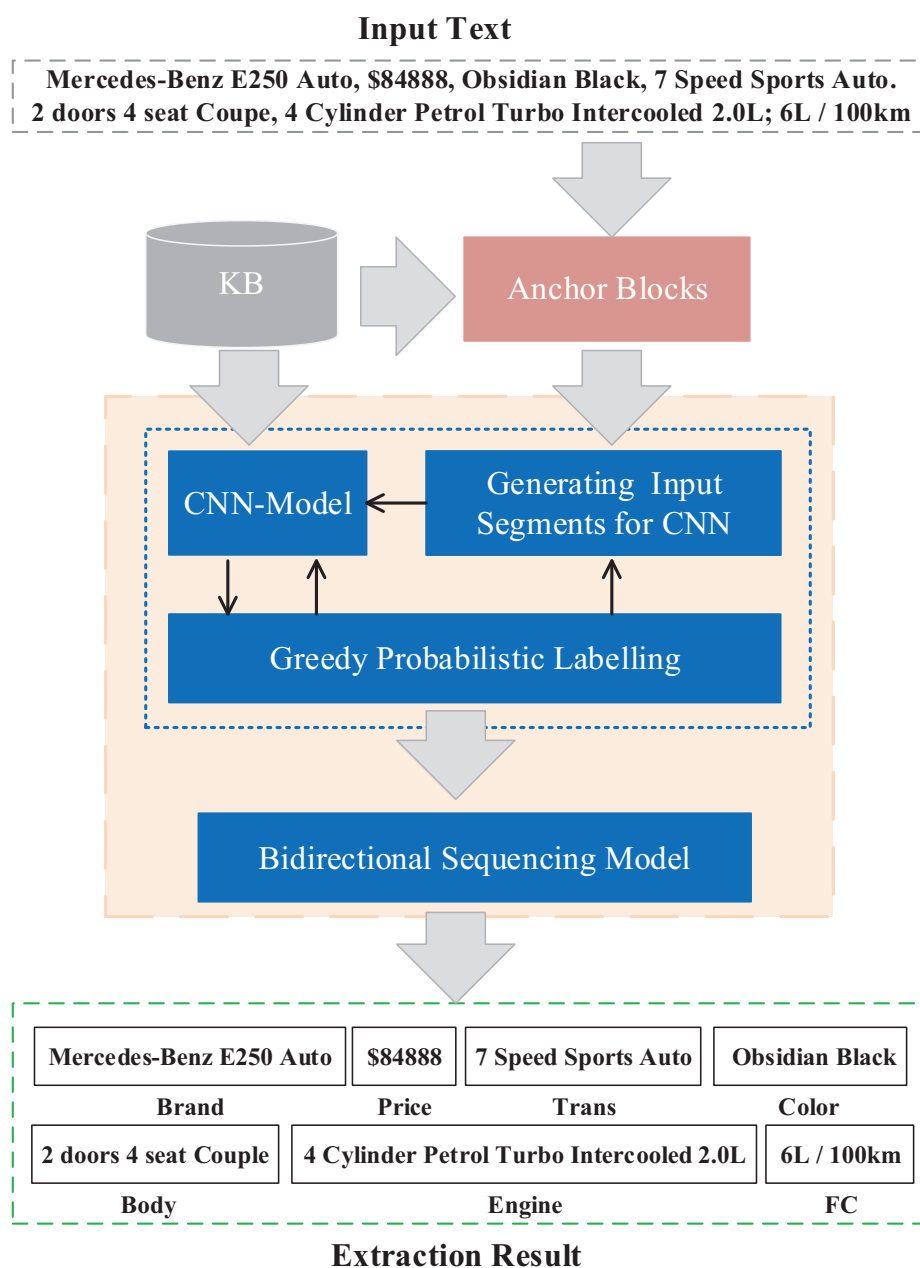 Input Text
Mercedes-Benz E250 Auto, $84888, Obsidian Black, 7 Speed Sports Auto.
2 doors 4 seat Coupe, 4 Cylinder Petrol Turbo Intercooled 2.0L; 6L / 100km
KB
Anchor Blocks
CNN-Model
Generating Input
Segments for CNN
Greedy Probabilistic Labelling
Bidirectional Sequencing Model
Mercedes-Benz E250 Auto
$84888
7 Speed Sports Auto
Obsidian Black
Brand
Price
Trans
Color
2 doors 4 seat Couple
4 Cylinder Petrol Turbo Intercooled 2.0L
6L / 100km
Body
Engine
FC
Extraction Result